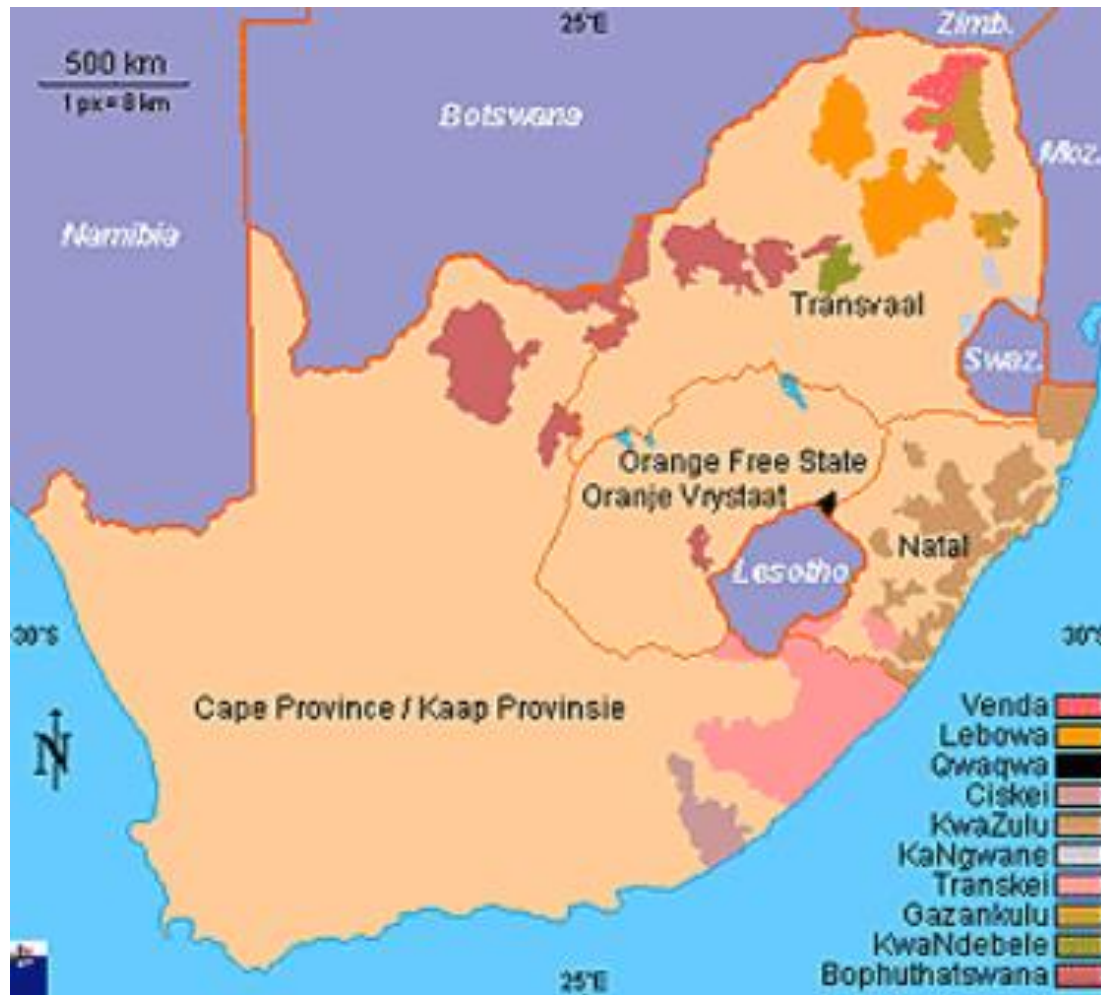 25°E
Zimb.
500 km
1 px = 8 km
Botswana
Moz.
Namibia
Transvaal
Swaz.
Orange Free State
Oranje Vrystaat
Natal
Lesotho
30°S
30°S
Cape Province / Kaap Provinsie
N
Venda
Lebowa
Qwaqwa
Ciskei
KwaZulu
KaNgwane
Transkei
Gazankulu
KwaNdebele
Bophuthatswana
25°E